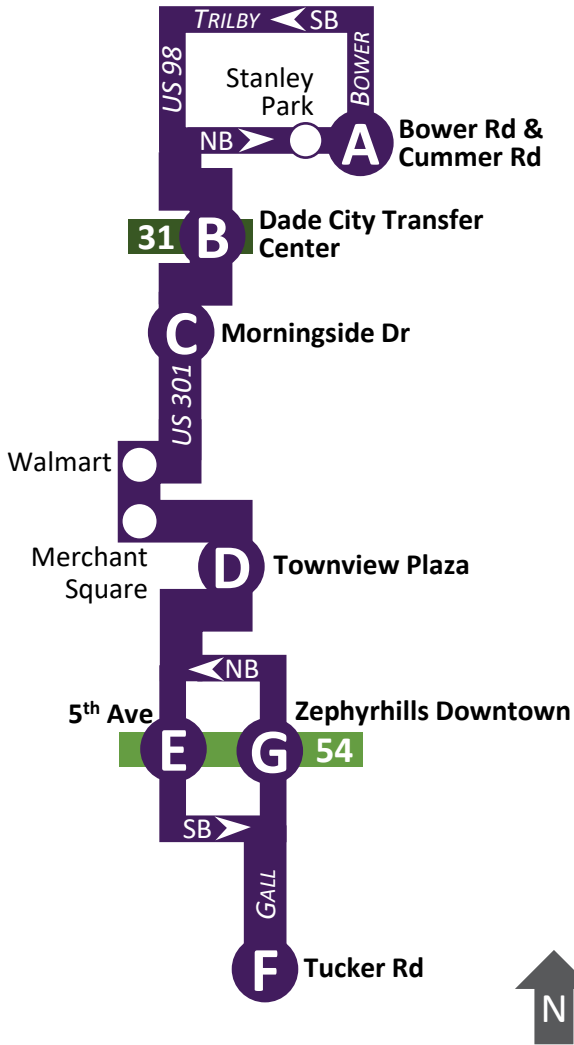 TRILBY SB
US 98
BOWER
Stanley
Park
NB
A
Bower Rd &
Cummer Rd
31
B
Dade City Transfer
Center
C
Morningside Dr
US 301
Walmart
Merchant
Square
D
Townview Plaza
NB
5th Ave
Zephyrhills Downtown
E
G
54
SB
GALL
F
Tucker Rd
N